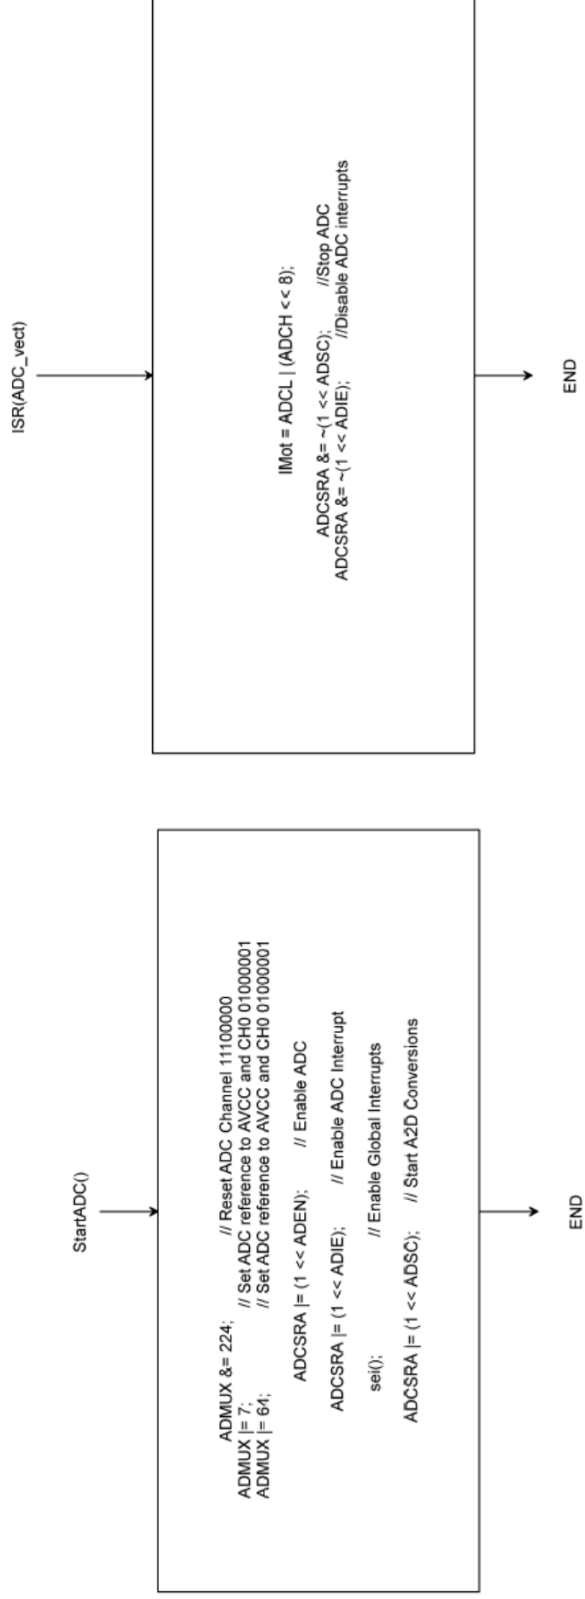 StartADC()
ADMUX &= 224; // Reset ADC Channel 11100000
ADMUX |= 7; // Set ADC reference to AVCC and CH0 01000001
ADMUX |= 64; // Set ADC reference to AVCC and CH0 01000001
ADCSRA |= (1 << ADEN); // Enable ADC
ADCSRA |= (1 << ADIE); // Enable ADC Interrupt
sei(); // Enable Global Interrupts
ADCSRA |= (1 << ADSC); // Start A2D Conversions
END
ISR(ADC_vect)
IMot = ADCL | (ADCH << 8);
ADCSRA &= ~(1 << ADSC); //Stop ADC
ADCSRA &= ~(1 << ADIE); //Disable ADC interrupts
END